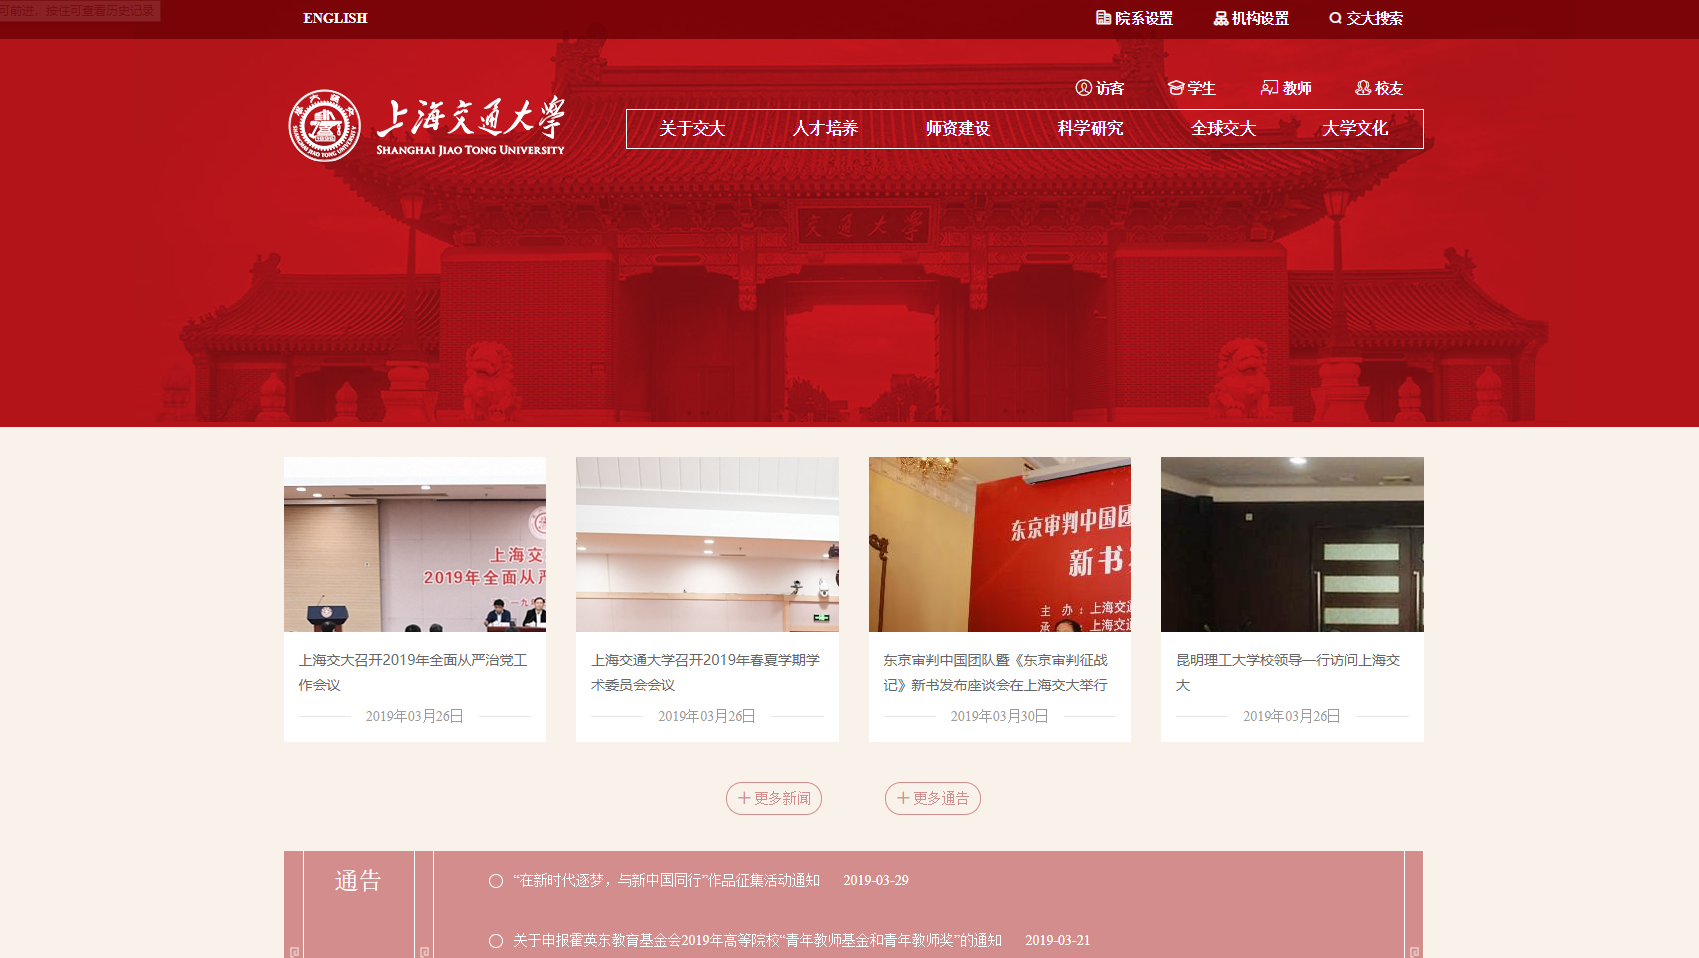 可前进，按住可查看历史记录
ENGLISH
院系设置 机构设置 交大搜索
访客 学生 教师 校友
上海交通大学
SHANGHAI JIAO TONG UNIVERSITY
关于交大 人才培养 师资建设 科学研究 全球交大 大学文化
交通大学
上海交
2019年全面从严
东京审判中国团
新书
主 办：上海交通
承 ：上海交
上海交大召开2019年全面从严治党工
作会议
2019年03月26日
上海交通大学召开2019年春夏学期学
术委员会会议
2019年03月26日
东京审判中国团队暨《东京审判征战
记》新书发布座谈会在上海交大举行
2019年03月30日
昆明理工大学校领导一行访问上海交
大
2019年03月26日
更多新闻 更多通告
通告
“在新时代逐梦，与新中国同行”作品征集活动通知 2019-03-29
关于申报霍英东教育基金会2019年高等院校“青年教师基金和青年教师奖”的通知 2019-03-21